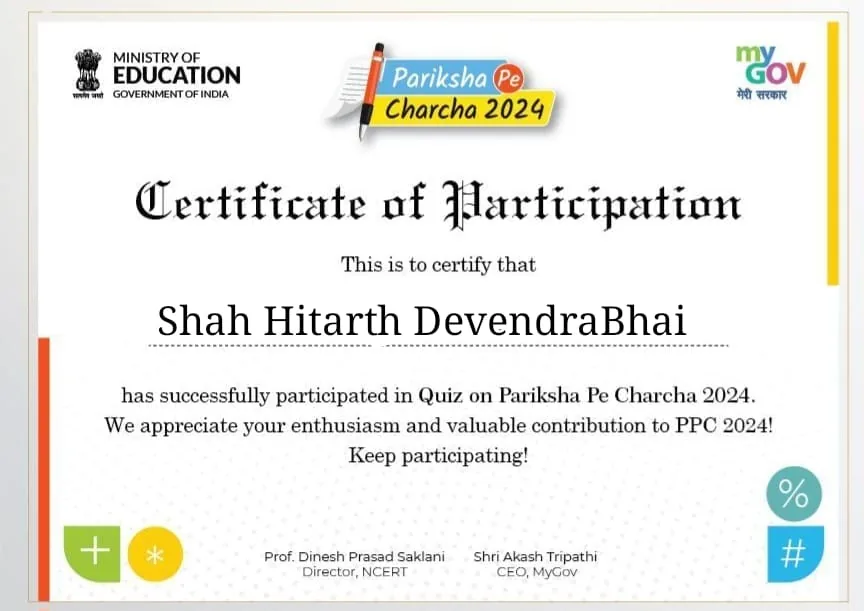 सत्यमेव जयते
MINISTRY OF
EDUCATION
GOVERNMENT OF INDIA
Pariksha Pe
Charcha 2024
my
GOV
मेरी सरकार
Certificate of Participation
This is to certify that
Shah Hitarth DevendraBhai
has successfully participated in Quiz on Pariksha Pe Charcha 2024.
We appreciate your enthusiasm and valuable contribution to PPC 2024!
Keep participating!
%
+ * #
Prof. Dinesh Prasad Saklani
Director, NCERT
Shri Akash Tripathi
CEO, MyGov